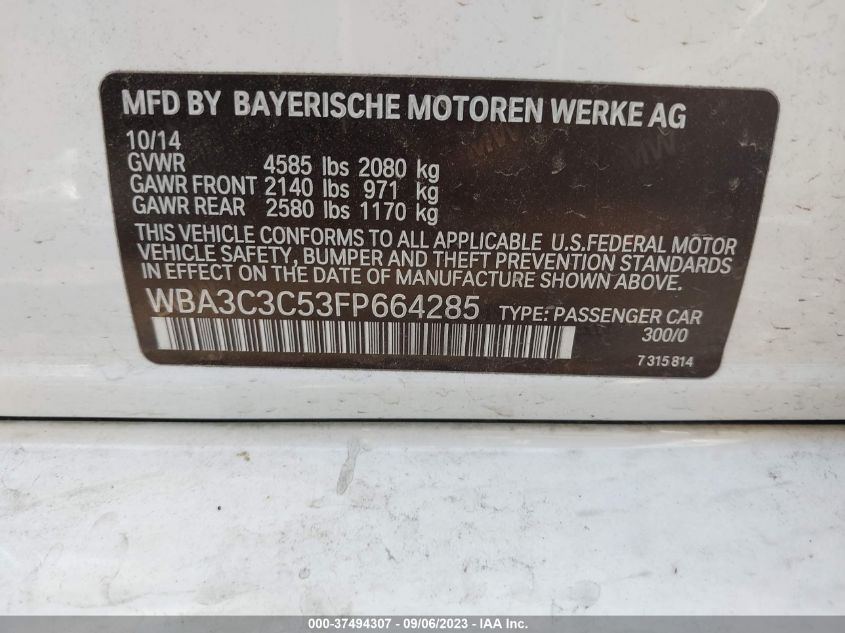 MFD BY BAYERISCHE MOTOREN WERKE AG
10/14
GVWR 4585 lbs 2080 kg
GAWR FRONT 2140 lbs 971 kg
GAWR REAR 2580 lbs 1170 kg
THIS VEHICLE CONFORMS TO ALL APPLICABLE U.S.FEDERAL MOTOR
VEHICLE SAFETY, BUMPER AND THEFT PREVENTION STANDARDS
IN EFFECT ON THE DATE OF MANUFACTURE SHOWN ABOVE.
WBA3C3C53FP664285 TYPE: PASSENGER CAR
300/0
7 315 814
000-37494307 - 09/06/2023 - IAA Inc.